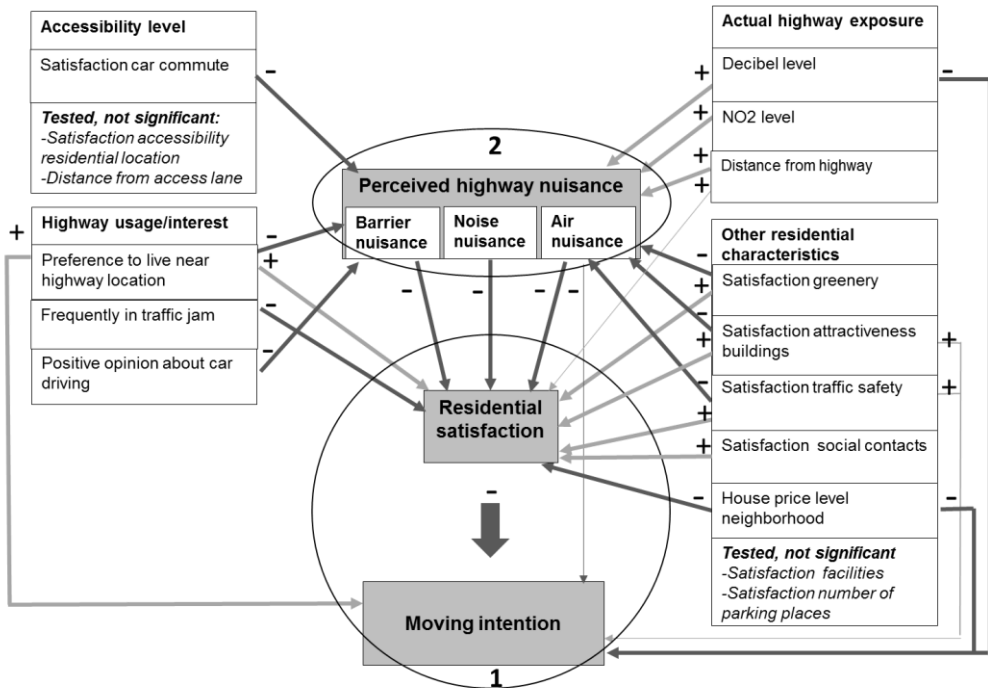 Accessibility level
Satisfaction car commute
-
Tested, not significant:
-Satisfaction accessibility
residential location
-Distance from access lane
+
Highway usage/interest
-
Preference to live near
highway location
+
Frequently in traffic jam
-
Positive opinion about car
driving
-
2
Perceived highway nuisance
Barrier
nuisance
Noise
nuisance
Air
nuisance
-
-
-
-
Residential
satisfaction
-
Moving intention
1
Actual highway exposure
+
Decibel level
-
+
NO2 level
+
Distance from highway
+
Other residential
characteristics
-
Satisfaction greenery
+
-
Satisfaction attractiveness
buildings
+
+
-
Satisfaction traffic safety
+
+
Satisfaction social contacts
+
-
House price level
neighborhood
-
Tested, not significant
-Satisfaction facilities
-Satisfaction number of
parking places